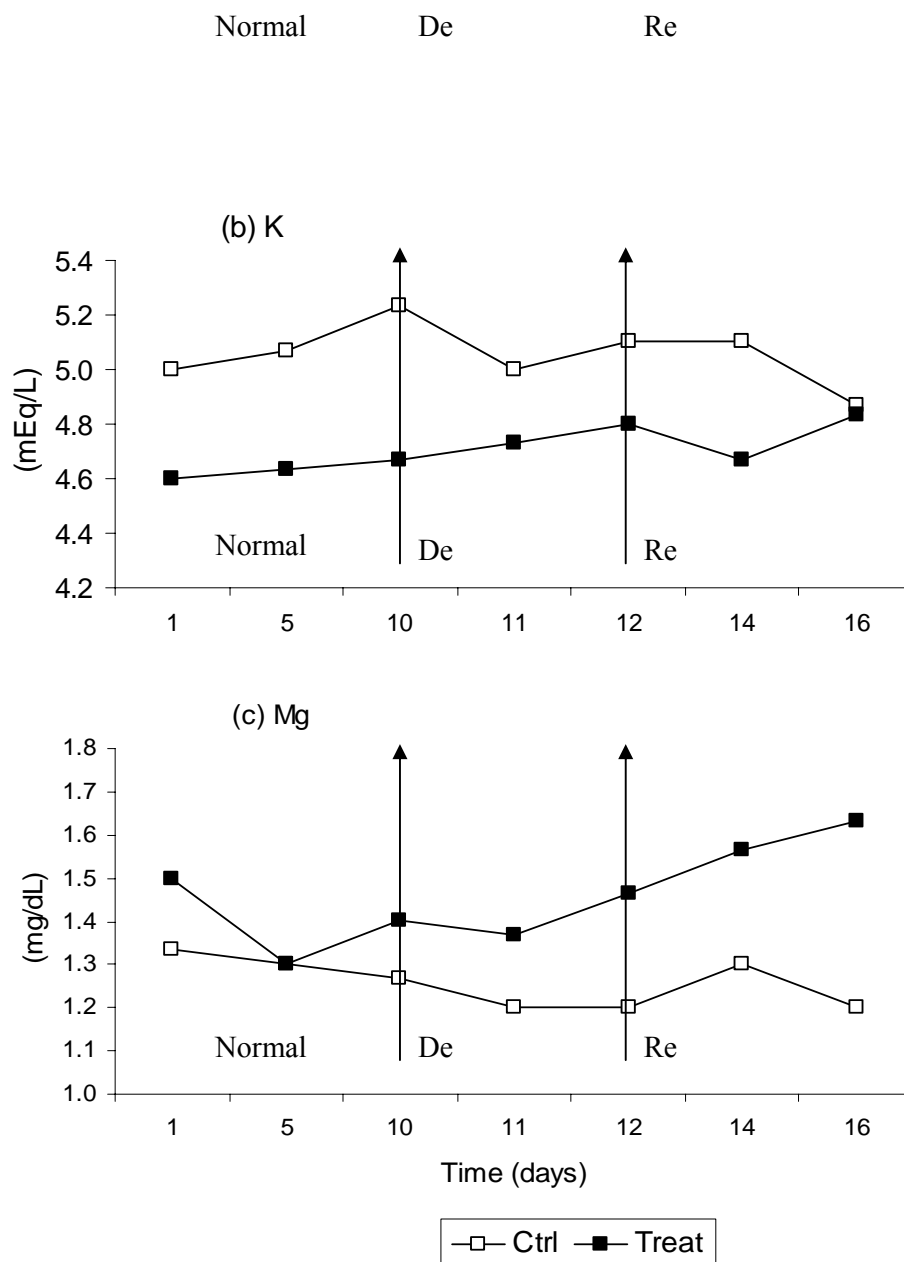 Normal De Re
(b) K
5.4
5.2
5.0
4.8
4.6
4.4
4.2
(mEq/L)
Normal De Re
1 5 10 11 12 14 16
(c) Mg
1.8
1.7
1.6
1.5
1.4
1.3
1.2
1.1
1.0
(mg/dL)
Normal De Re
1 5 10 11 12 14 16
Time (days)
Ctrl Treat